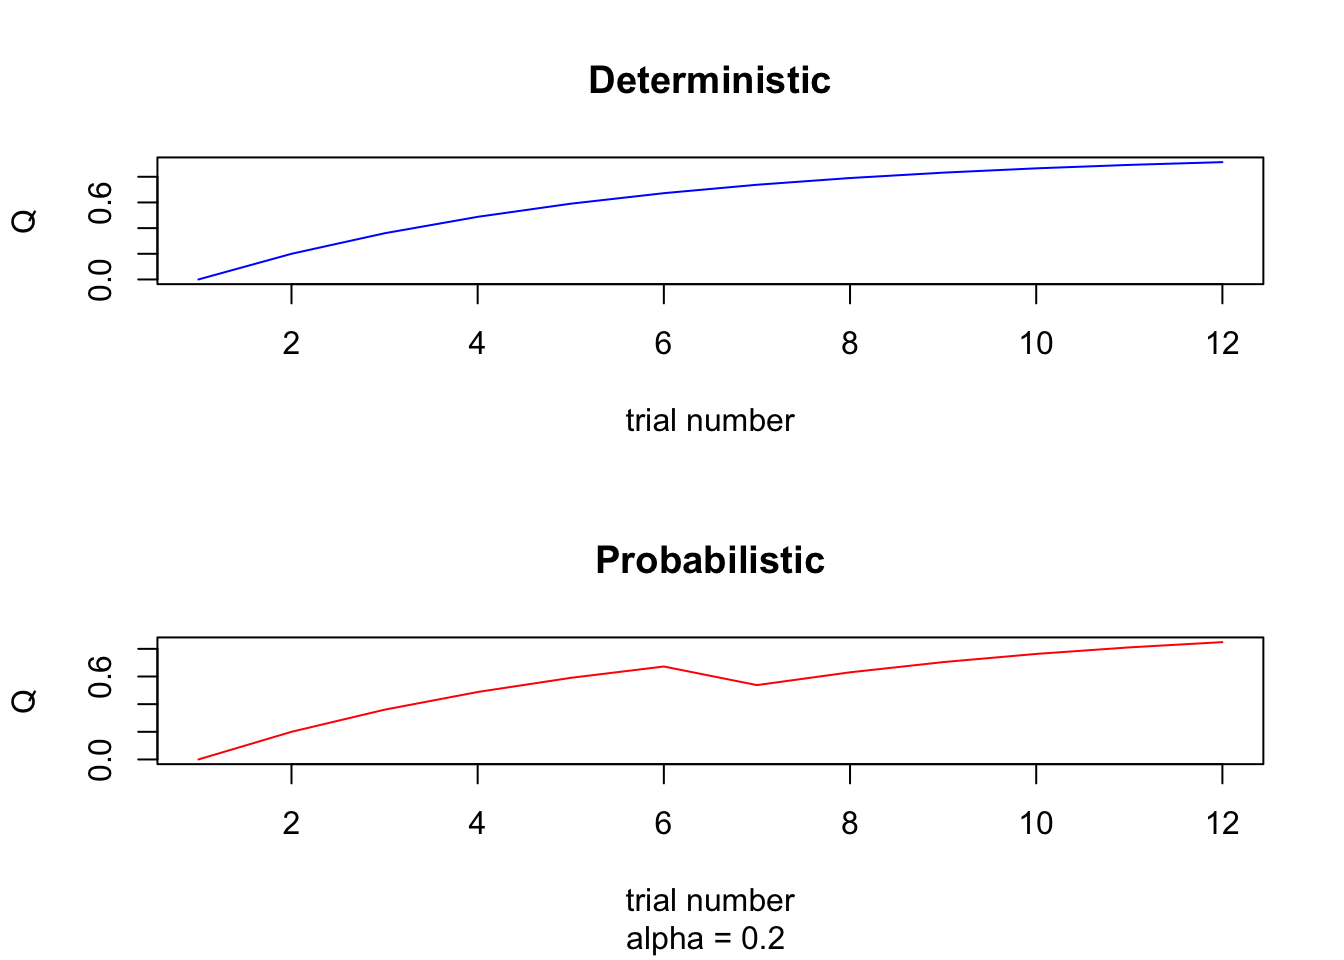 Deterministic
Q
0.6
0.0
2 4 6 8 10 12
trial number
Probabilistic
Q
0.6
0.0
2 4 6 8 10 12
trial number
alpha = 0.2